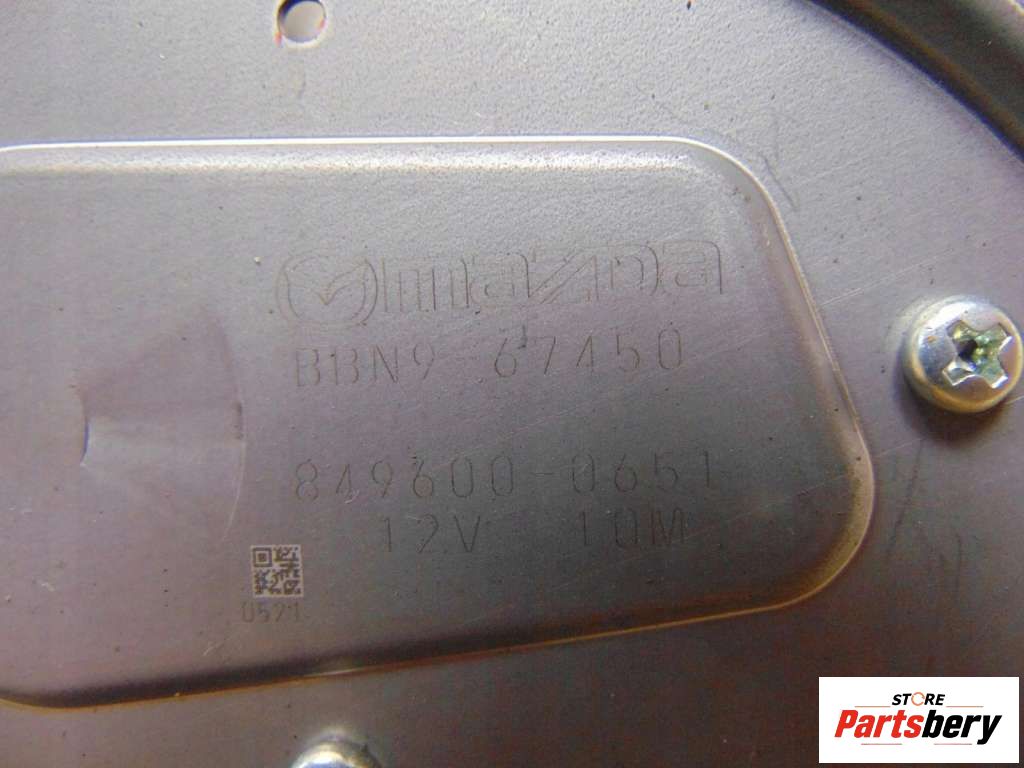 mazda
BBN9-67450
849600-0651
12V 10M
0521
STORE
Partsbery